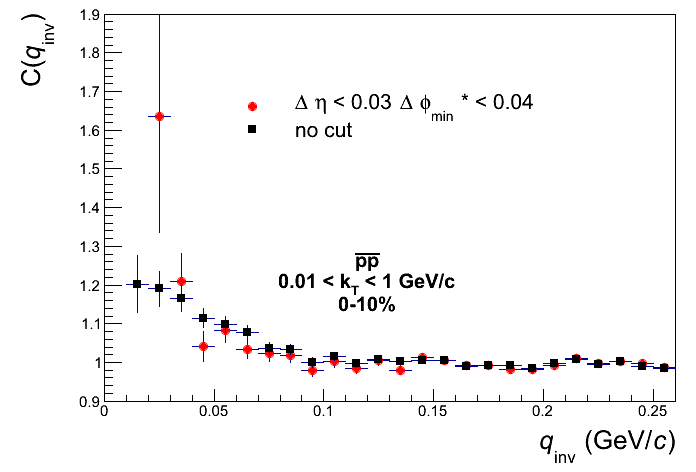 C(q_inv)
1.9
1.8
1.7
1.6
1.5
1.4
1.3
1.2
1.1
1
0.9
Δ η < 0.03 Δ ϕ_min * < 0.04
no cut
p̅p̅
0.01 < k_T < 1 GeV/c
0-10%
0 0.05 0.1 0.15 0.2 0.25
q_inv (GeV/c)